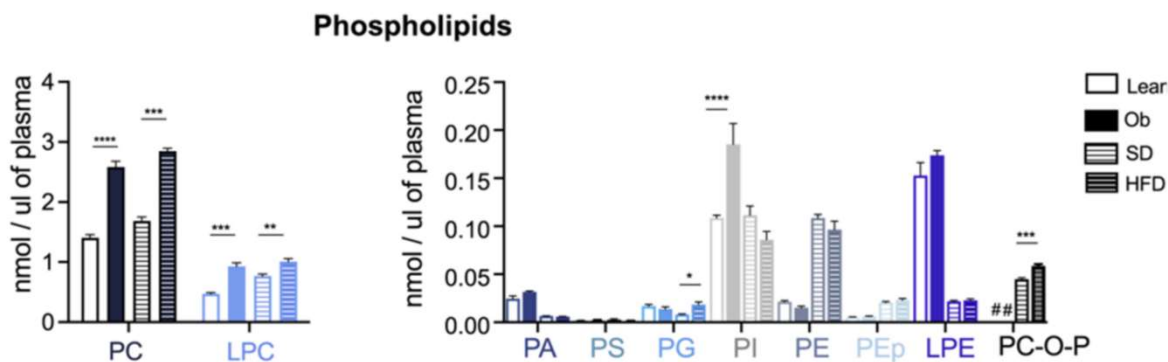 Phospholipids
nmol / ul of plasma
4
3
2
1
0
****
***
***
**
PC LPC
nmol / ul of plasma
0.25
0.20
0.15
0.10
0.05
0.00
****
*
***
##
PA PS PG PI PE PEp LPE PC-O-P
Lear
Ob
SD
HFD